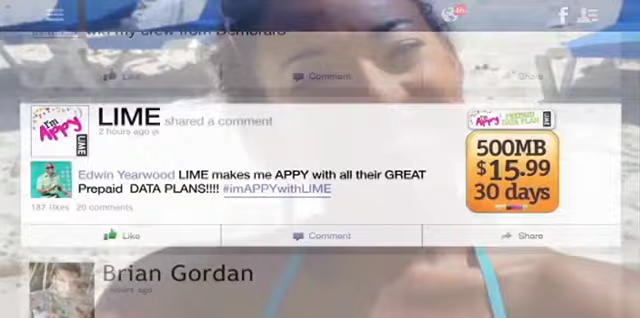 with my crew from Demerara
Like Comment Share
I'm Appy LIME
LIME shared a comment
2 hours ago
I'm Appy PREPAID DATA PLAN LIME
500MB
$15.99
30 days
Edwin Yearwood LIME makes me APPY with all their GREAT
Prepaid DATA PLANS!!!! #imAPPYwithLIME
187 likes 20 comments
Like Comment Share
Brian Gordan
hours ago